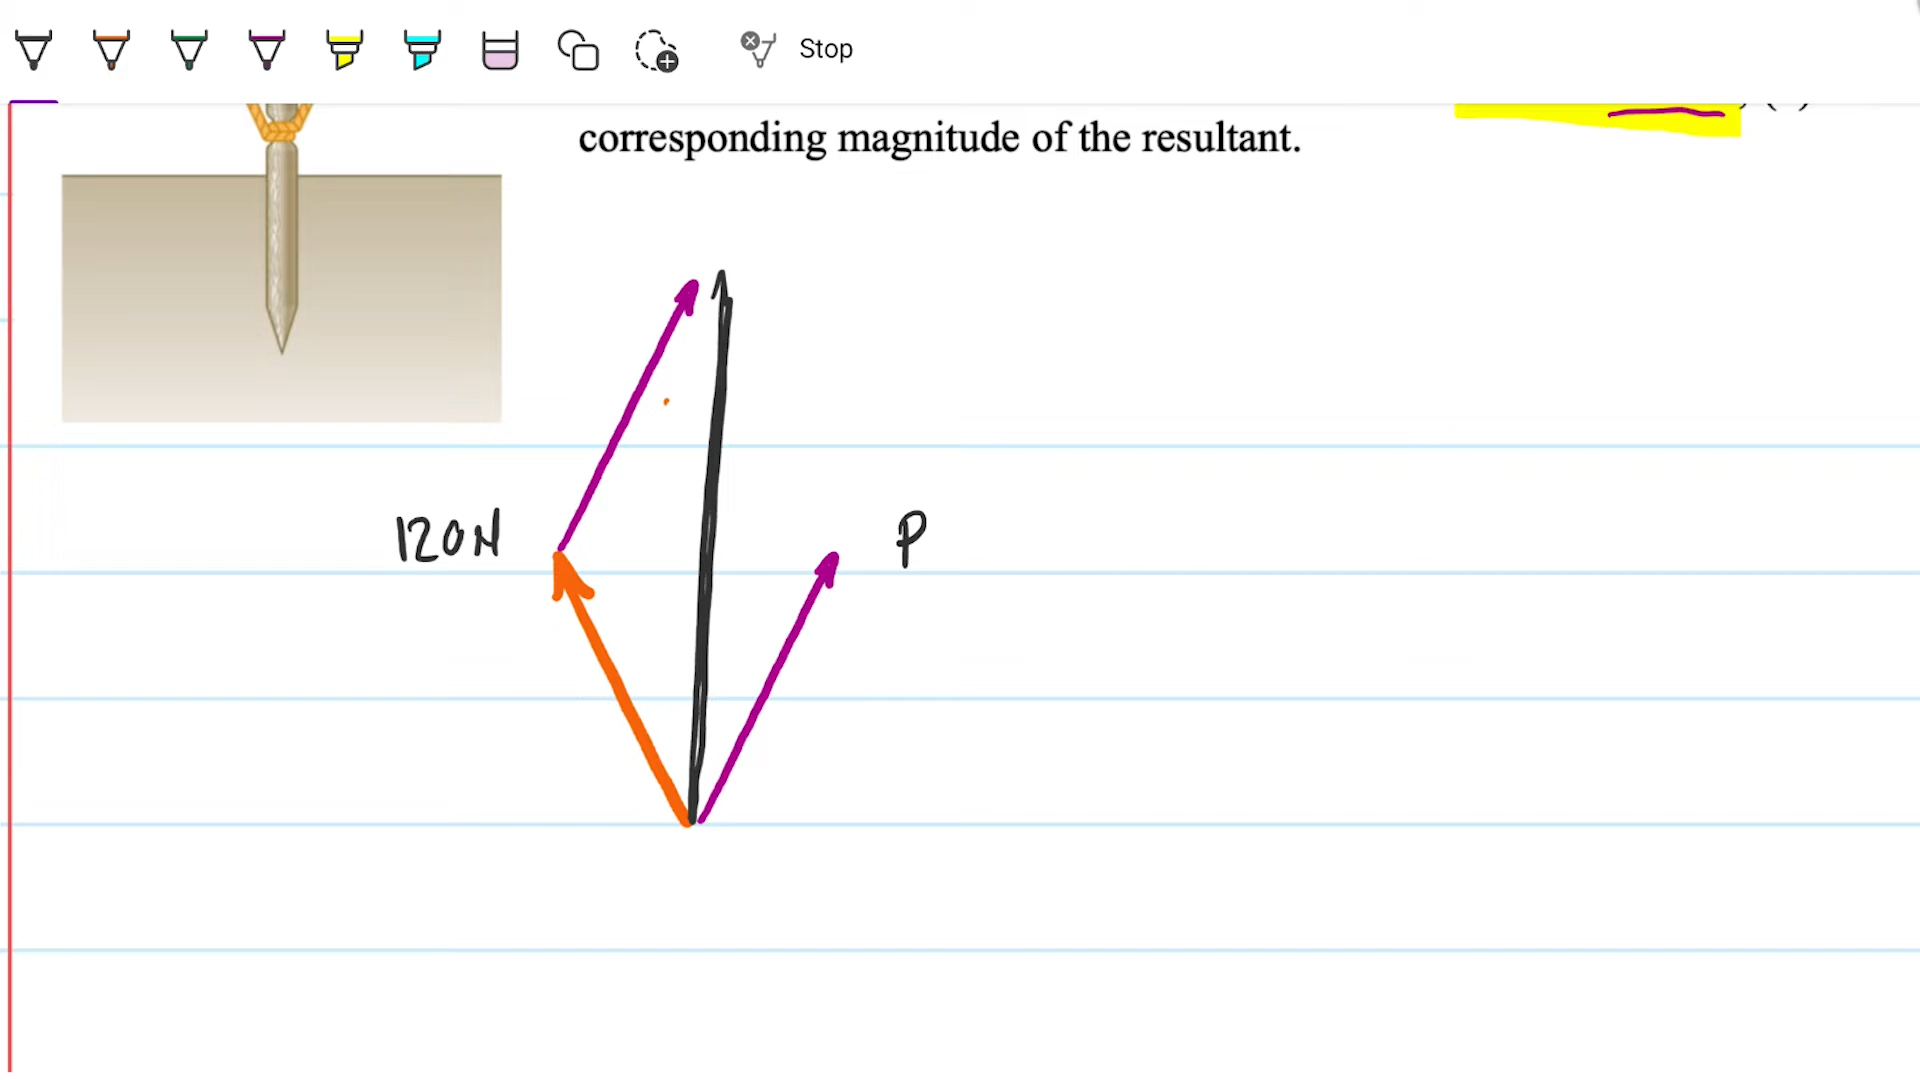 Stop
corresponding magnitude of the resultant.
120N
P